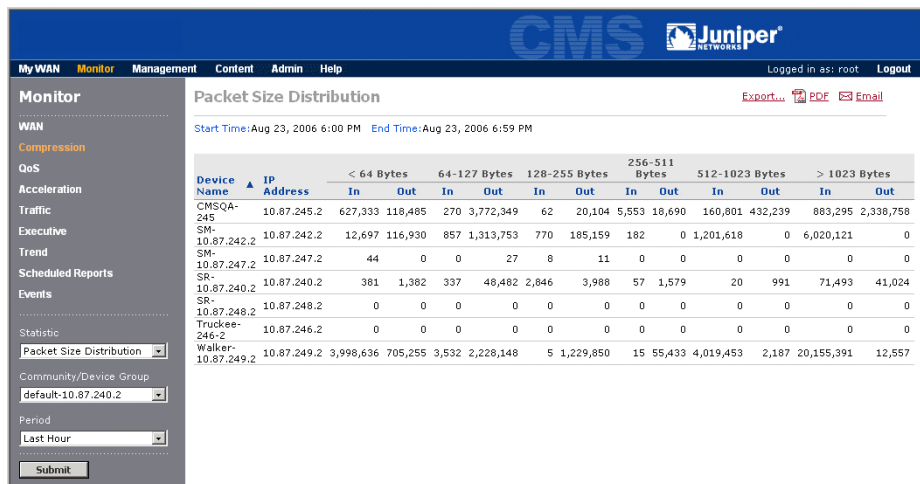 CMS
Juniper
NETWORKS
My WAN Monitor Management Content Admin Help Logged in as: root Logout
Monitor
WAN
Compression
QoS
Acceleration
Traffic
Executive
Trend
Scheduled Reports
Events
Statistic
Packet Size Distribution
Community/Device Group
default-10.87.240.2
Period
Last Hour
Submit
Packet Size Distribution
Export... PDF Email
Start Time:Aug 23, 2006 6:00 PM End Time:Aug 23, 2006 6:59 PM
Device Name IP Address < 64 Bytes 64-127 Bytes 128-255 Bytes 256-511 Bytes 512-1023 Bytes > 1023 Bytes
In Out In Out In Out In Out In Out In Out
CMSQA-245 10.87.245.2 627,333 118,485 270 3,772,349 62 20,104 5,553 18,690 160,801 432,239 883,295 2,338,758
SM-10.87.242.2 10.87.242.2 12,697 116,930 857 1,313,753 770 185,159 182 0 1,201,618 0 6,020,121 0
SM-10.87.247.2 10.87.247.2 44 0 0 27 8 11 0 0 0 0 0 0
SR-10.87.240.2 10.87.240.2 381 1,382 337 48,482 2,846 3,988 57 1,579 20 991 71,493 41,024
SR-10.87.248.2 10.87.248.2 0 0 0 0 0 0 0 0 0 0 0 0
Truckee-246-2 10.87.246.2 0 0 0 0 0 0 0 0 0 0 0 0
Walker-10.87.249.2 10.87.249.2 3,998,636 705,255 3,532 2,228,148 5 1,229,850 15 55,433 4,019,453 2,187 20,155,391 12,557